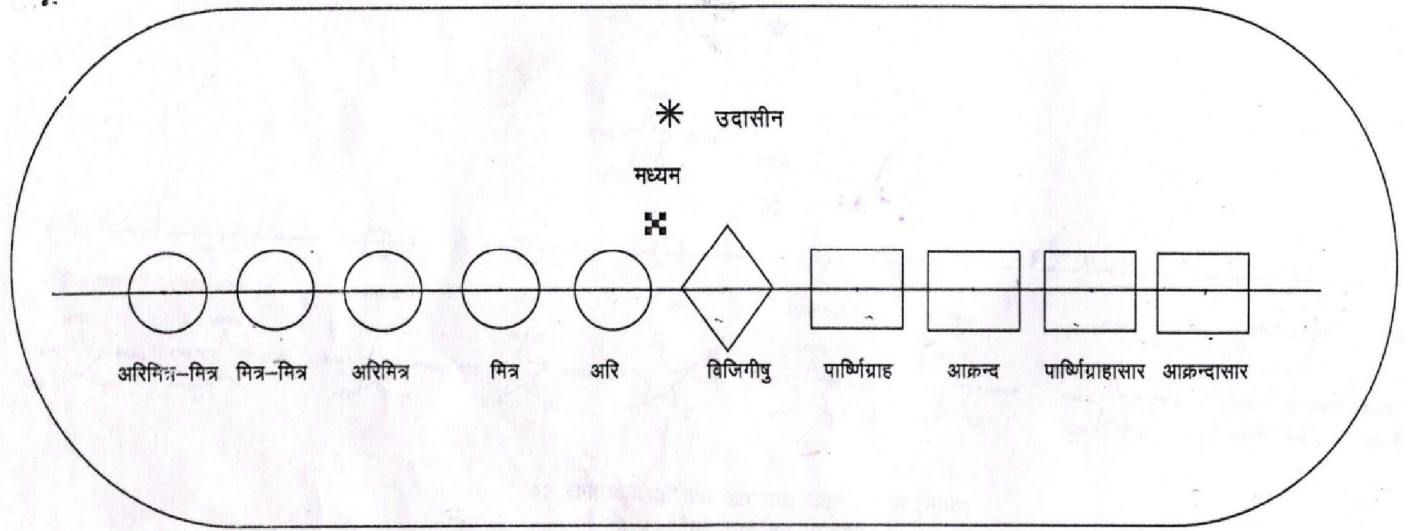 उदासीन
मध्यम
अरिमित्र–मित्र मित्र–मित्र अरिमित्र मित्र अरि विजिगीषु पार्ष्णिग्राह आक्रन्द पार्ष्णिग्राहासार आक्रन्दासार